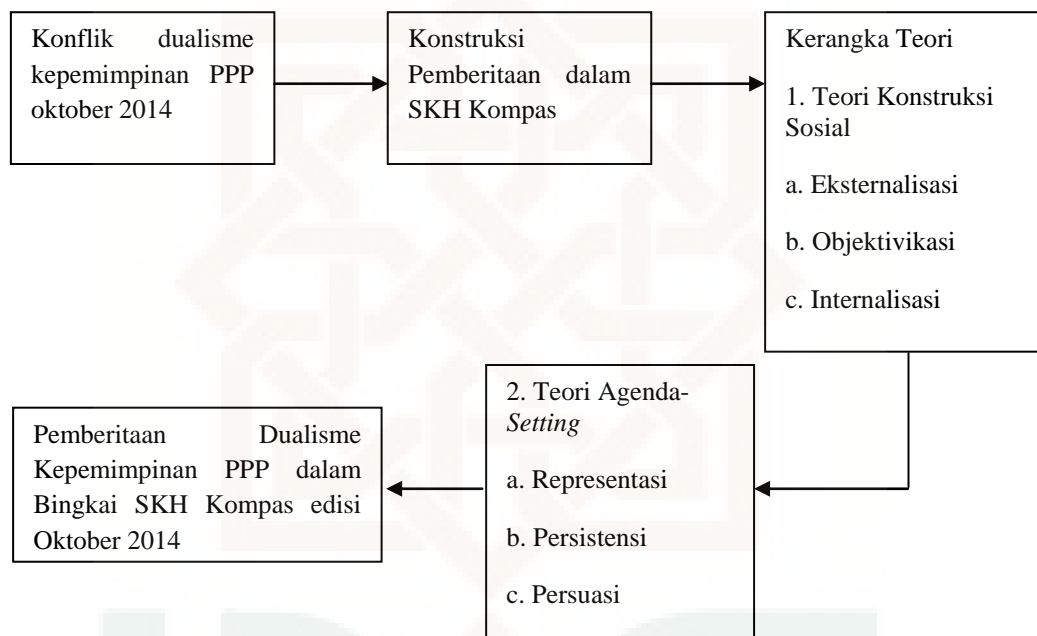 Konflik dualisme
kepemimpinan PPP
oktober 2014
Konstruksi
Pemberitaan dalam
SKH Kompas
Kerangka Teori
1. Teori Konstruksi
Sosial
a. Eksternalisasi
b. Objektivikasi
c. Internalisasi
2. Teori Agenda-
Setting
a. Representasi
b. Persistensi
c. Persuasi
Pemberitaan Dualisme
Kepemimpinan PPP dalam
Bingkai SKH Kompas edisi
Oktober 2014